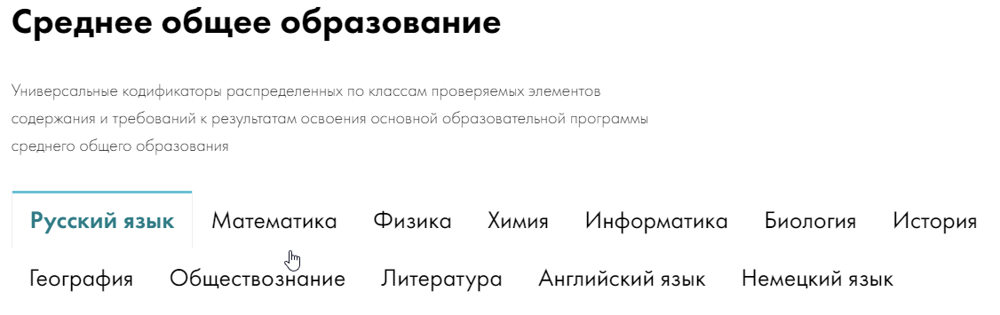 Среднее общее образование
Универсальные кодификаторы распределенных по классам проверяемых элементов
содержания и требований к результатам освоения основной образовательной программы
среднего общего образования
Русский язык Математика Физика Химия Информатика Биология История
География Обществознание Литература Английский язык Немецкий язык